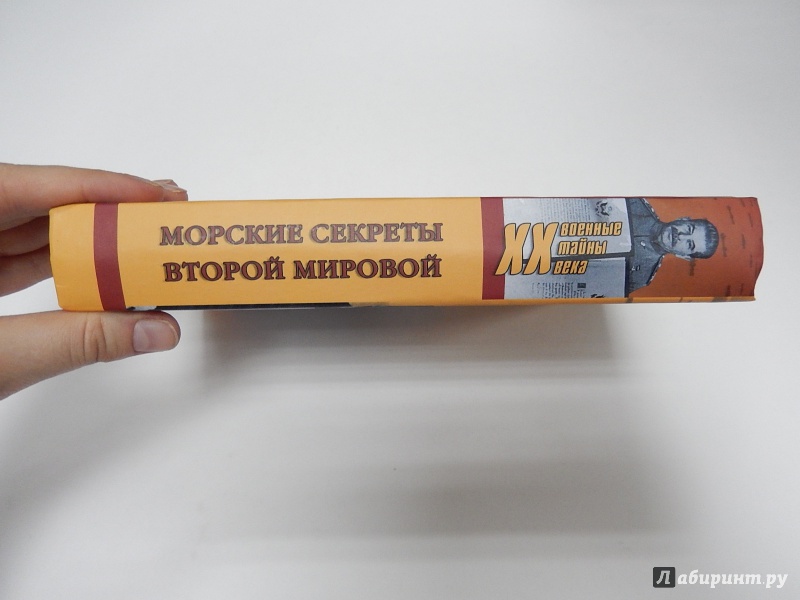 МОРСКИЕ СЕКРЕТЫ
ВТОРОЙ МИРОВОЙ
XX
военные
тайны
века
Лабиринт.ру